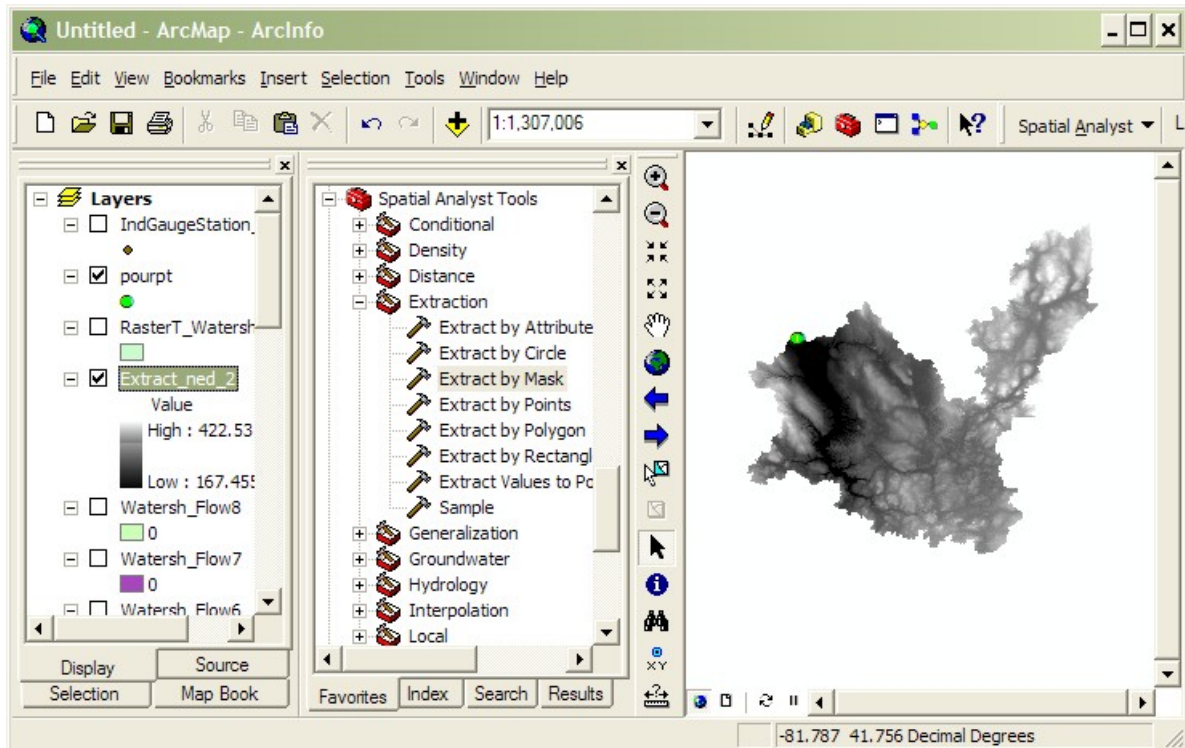 Untitled - ArcMap - ArcInfo
File Edit View Bookmarks Insert Selection Tools Window Help
1:1,307,006
Spatial Analyst
L
Layers
IndGaugeStation_
pourpt
RasterT_Watersh
Extract_ned_2
Value
High : 422.53
Low : 167.455
Watersh_Flow8
0
Watersh_Flow7
0
Watersh_Flow6
Display Source
Selection Map Book
Spatial Analyst Tools
Conditional
Density
Distance
Extraction
Extract by Attribute
Extract by Circle
Extract by Mask
Extract by Points
Extract by Polygon
Extract by Rectangl
Extract Values to Po
Sample
Generalization
Groundwater
Hydrology
Interpolation
Local
Favorites Index Search Results
XY
-81.787 41.756 Decimal Degrees